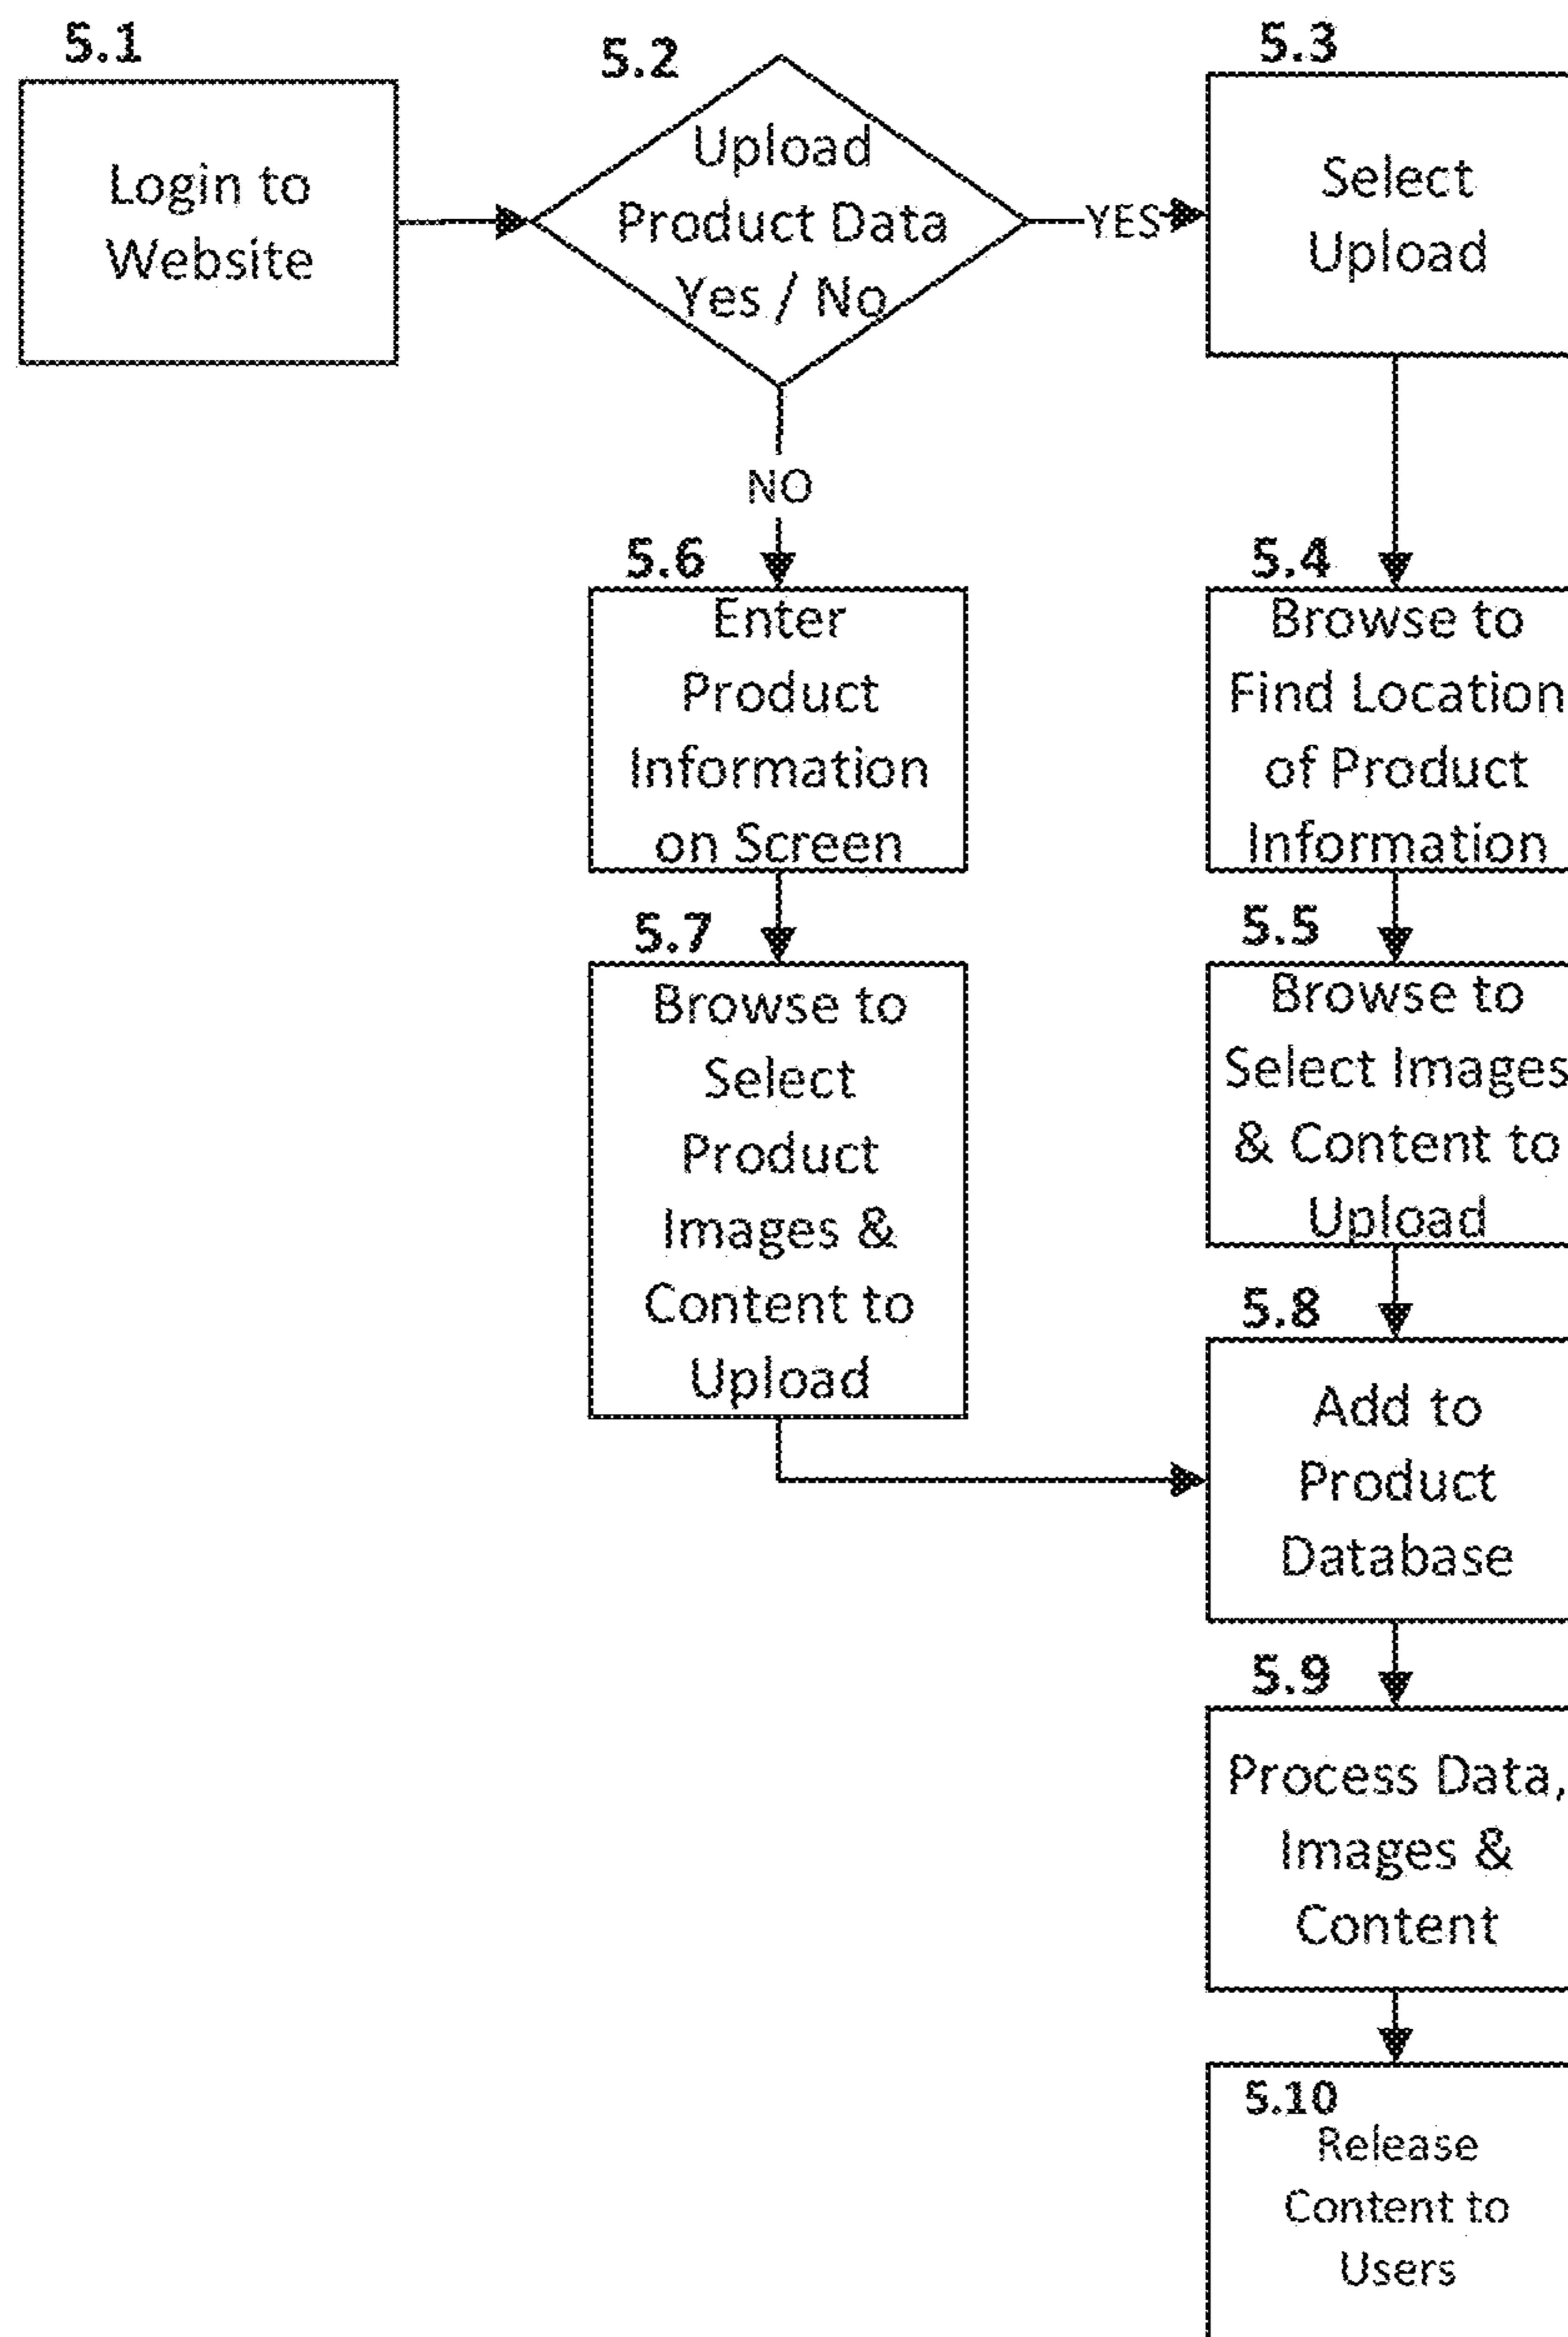 5.1
Login to
Website
5.2
Upload
Product Data
Yes / No
YES
5.3
Select
Upload
NO
5.6
Enter
Product
Information
on Screen
5.4
Browse to
Find Location
of Product
Information
5.7
Browse to
Select
Product
Images &
Content to
Upload
5.5
Browse to
Select Images
& Content to
Upload
5.8
Add to
Product
Database
5.9
Process Data,
Images &
Content
5.10
Release
Content to
Users